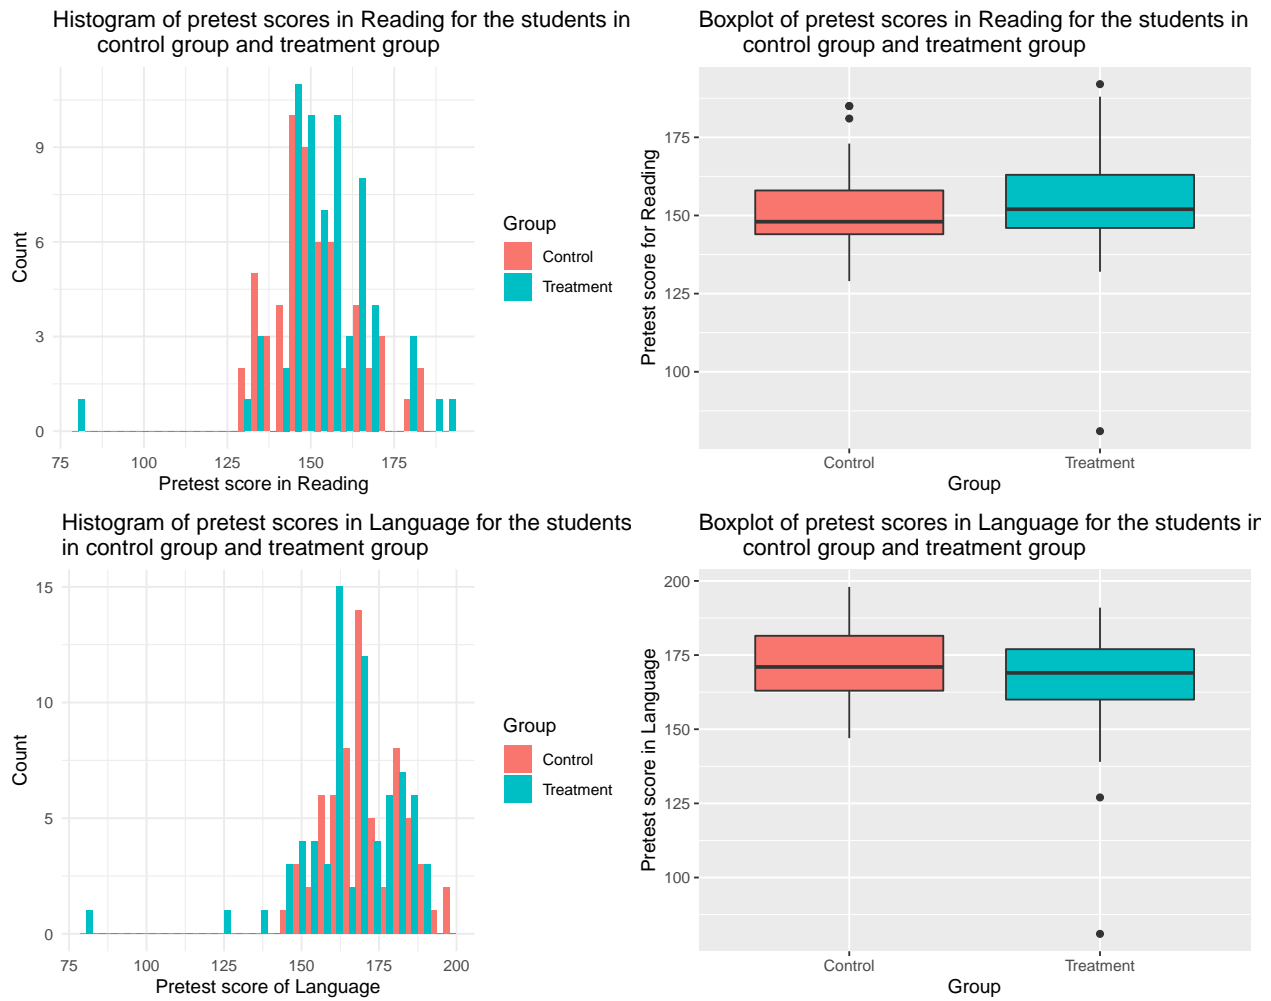 Histogram of pretest scores in Reading for the students in
control group and treatment group
Count
9
6
3
0
75 100 125 150 175
Pretest score in Reading
Group
Control
Treatment
Boxplot of pretest scores in Reading for the students in
control group and treatment group
Pretest score for Reading
175
150
125
100
Control Treatment
Group
Histogram of pretest scores in Language for the students
in control group and treatment group
Count
15
10
5
0
75 100 125 150 175 200
Pretest score of Language
Group
Control
Treatment
Boxplot of pretest scores in Language for the students in
control group and treatment group
Pretest score in Language
200
175
150
125
100
Control Treatment
Group